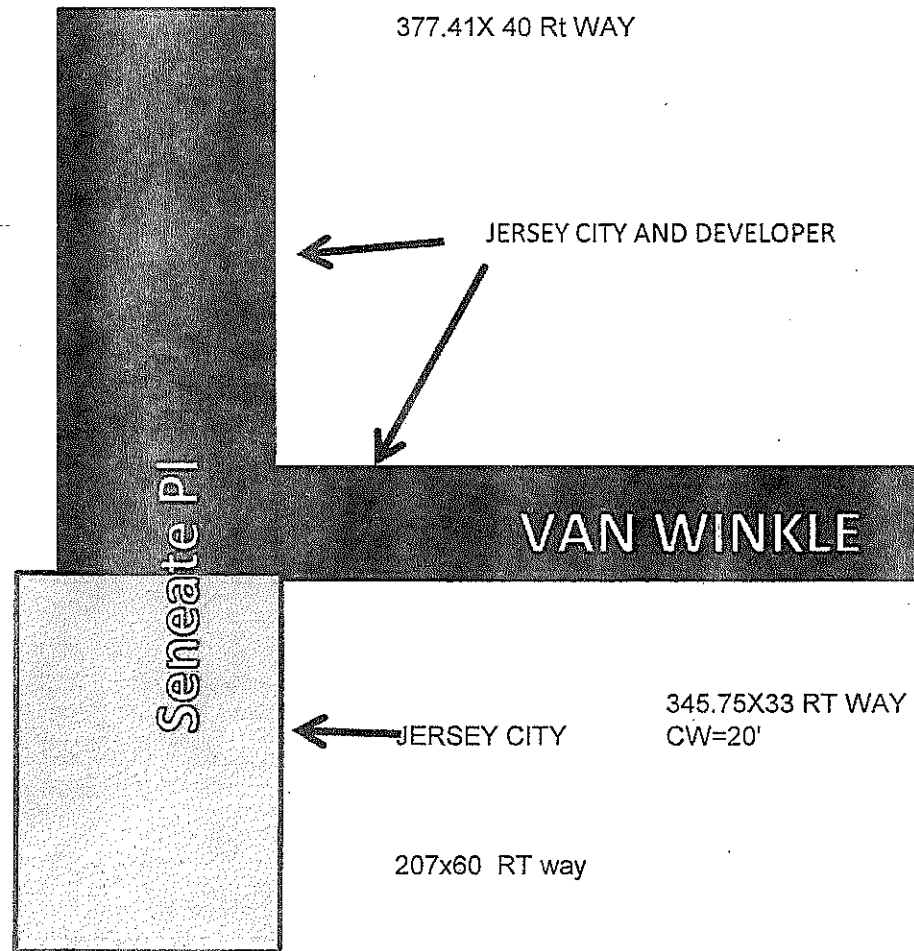 377.41X 40 Rt WAY
JERSEY CITY AND DEVELOPER
Seneate Pl
VAN WINKLE
345.75X33 RT WAY
JERSEY CITY
CW=20'
207x60 RT way